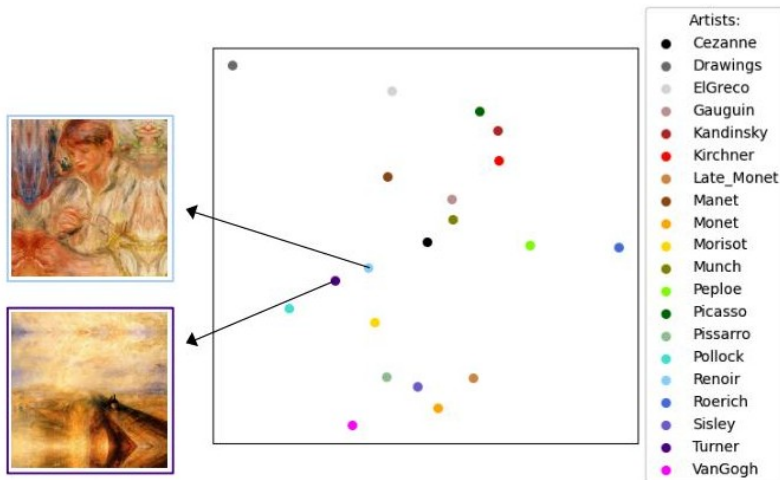 Artists:
Cezanne
Drawings
ElGreco
Gauguin
Kandinsky
Kirchner
Late_Monet
Manet
Monet
Morisot
Munch
Peploe
Picasso
Pissarro
Pollock
Renoir
Roerich
Sisley
Turner
VanGogh